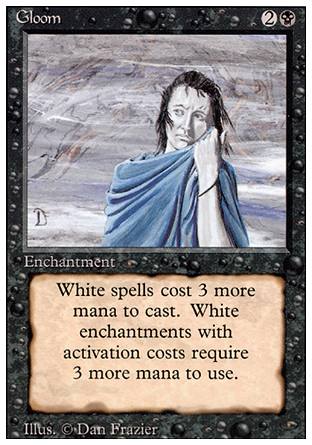 Gloom 2
D
Enchantment
White spells cost 3 more
mana to cast. White
enchantments with
activation costs require
3 more mana to use.
Illus. © Dan Frazier